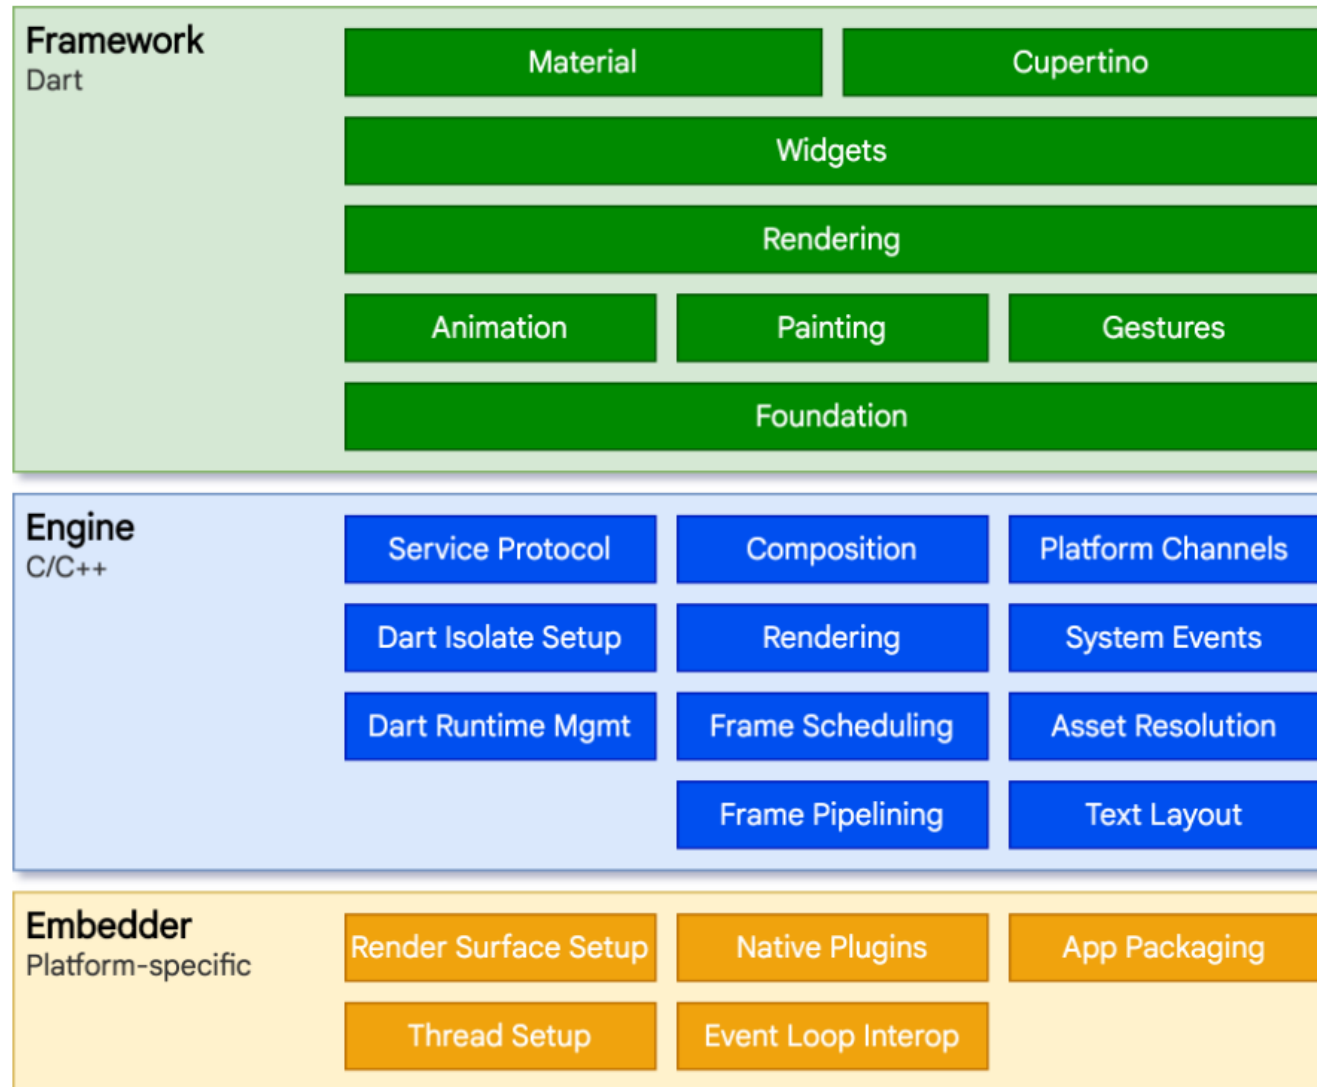 Framework
Dart
Material
Cupertino
Widgets
Rendering
Animation
Painting
Gestures
Foundation
Engine
C/C++
Service Protocol
Composition
Platform Channels
Dart Isolate Setup
Rendering
System Events
Dart Runtime Mgmt
Frame Scheduling
Asset Resolution
Frame Pipelining
Text Layout
Embedder
Platform-specific
Render Surface Setup
Native Plugins
App Packaging
Thread Setup
Event Loop Interop